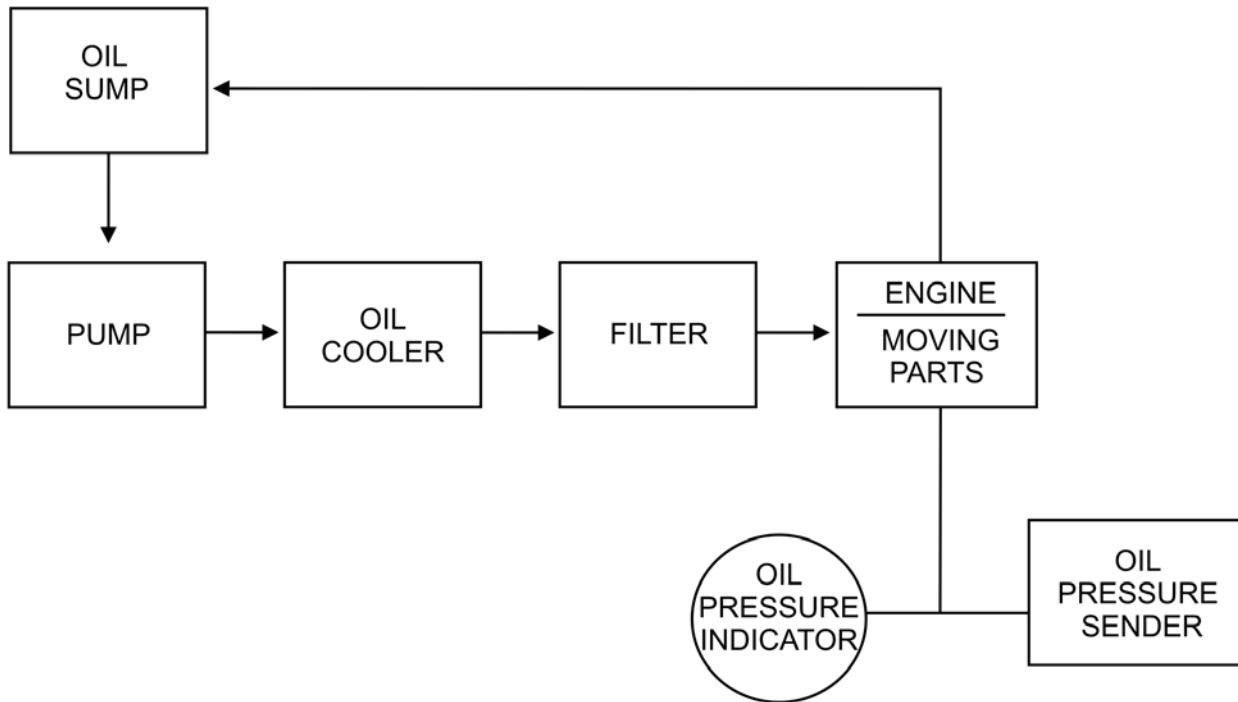 OIL
SUMP
PUMP
OIL
COOLER
FILTER
ENGINE
MOVING
PARTS
OIL
PRESSURE
INDICATOR
OIL
PRESSURE
SENDER